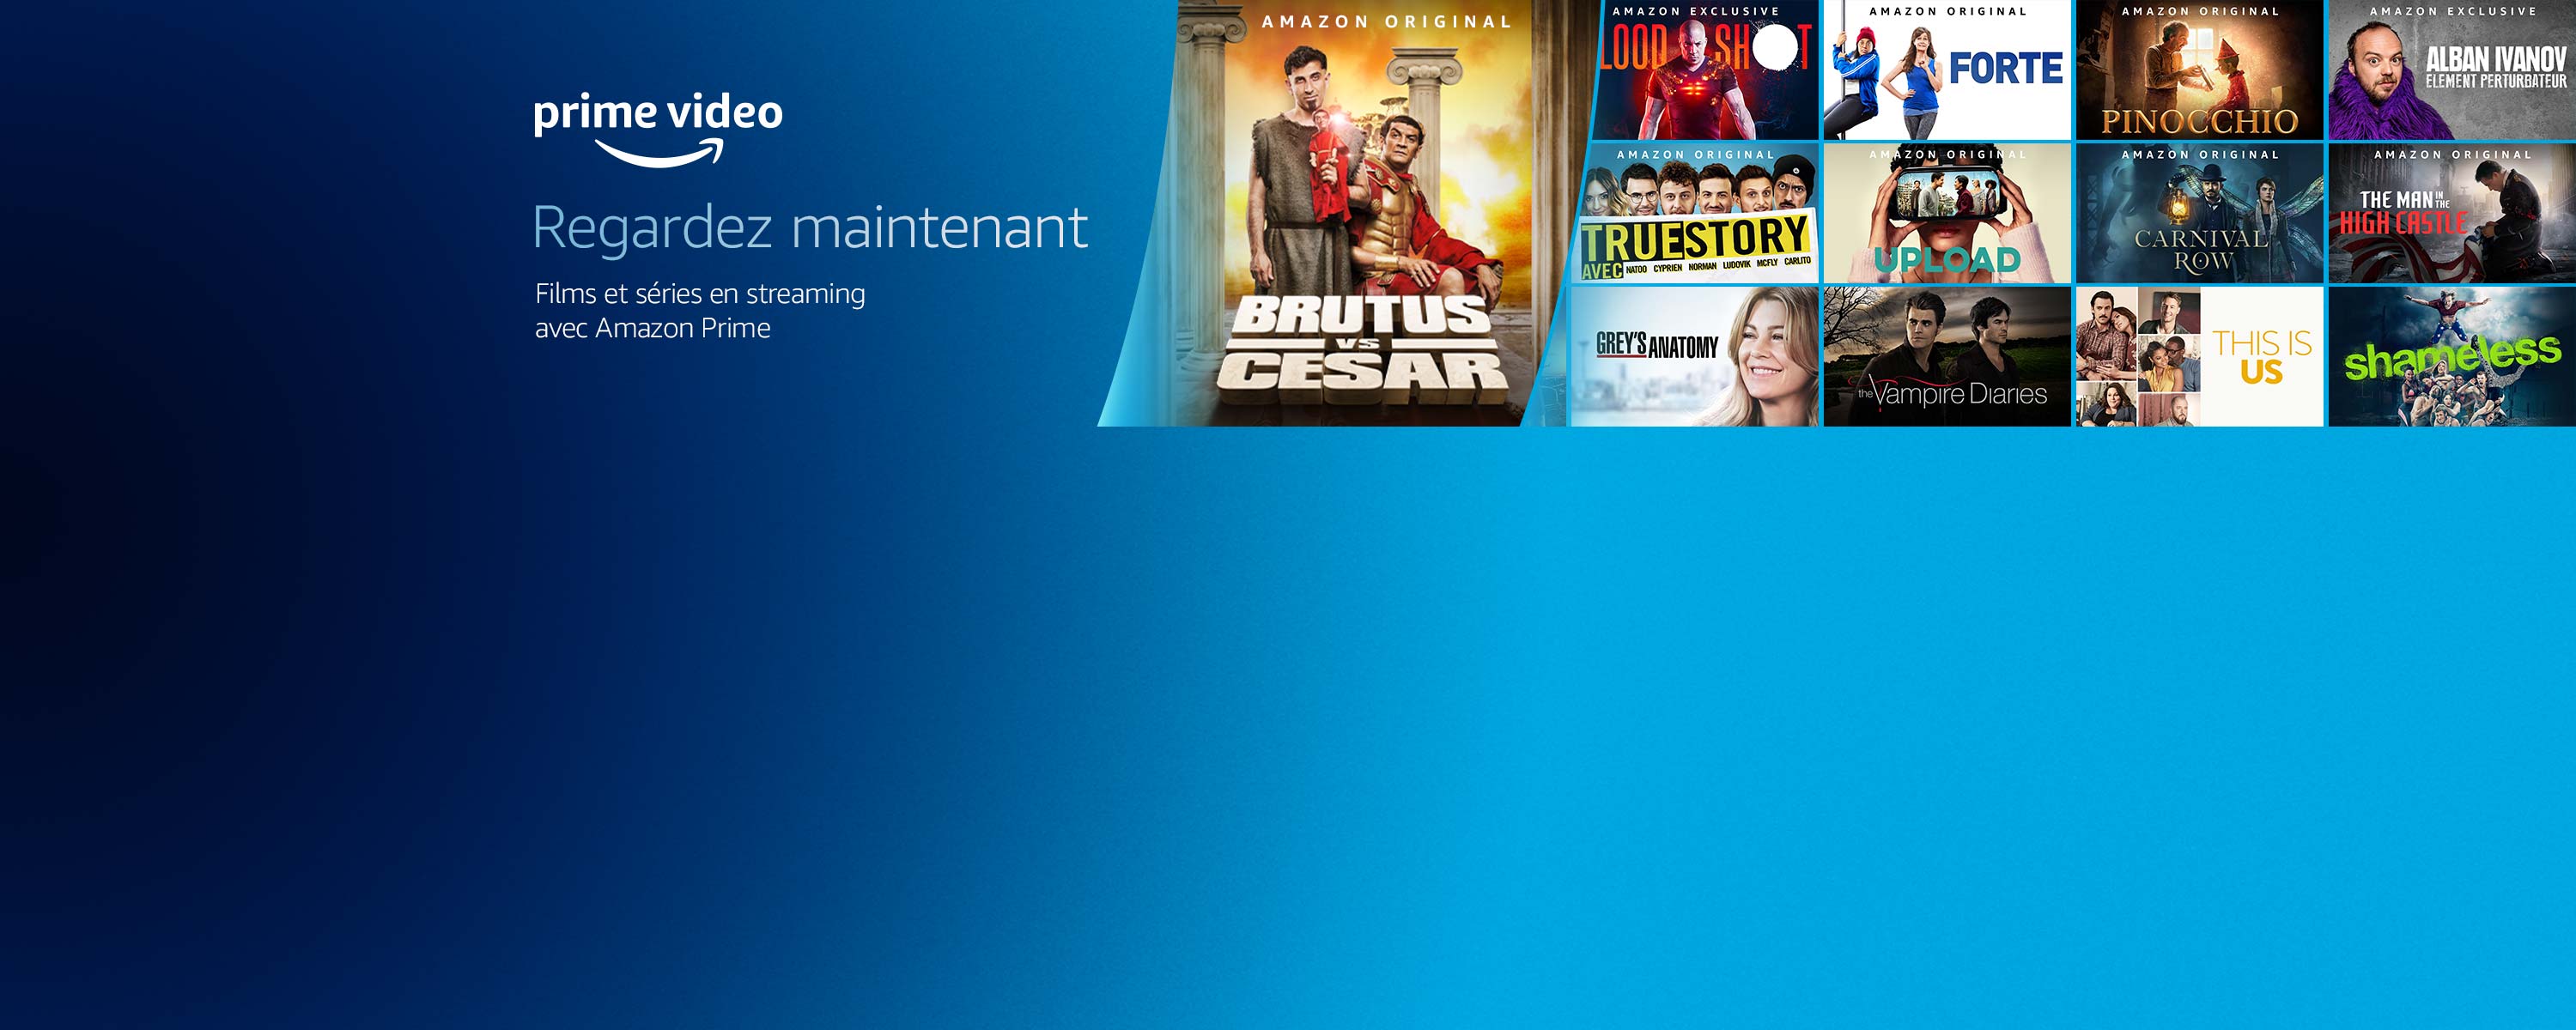 prime video
Regardez maintenant
Films et séries en streaming
avec Amazon Prime
AMAZON ORIGINAL
BRUTUS
VS
CESAR
AMAZON EXCLUSIVE
LOOD SH T
AMAZON ORIGINAL
FORTE
AMAZON ORIGINAL
PINOCCHIO
AMAZON EXCLUSIVE
ALBAN IVANOV
ELEMENT PERTURBATEUR
AMAZON ORIGINAL
TRUESTORY
AVEC NATOO CYPRIEN NORMAN LUDOVIK MCFLY CARLITO
AMAZON ORIGINAL
UPLOAD
AMAZON ORIGINAL
CARNIVAL
ROW
AMAZON ORIGINAL
THE MAN IN THE
HIGH CASTLE
GREY'S ANATOMY
the Vampire Diaries
THIS IS
US
shameless